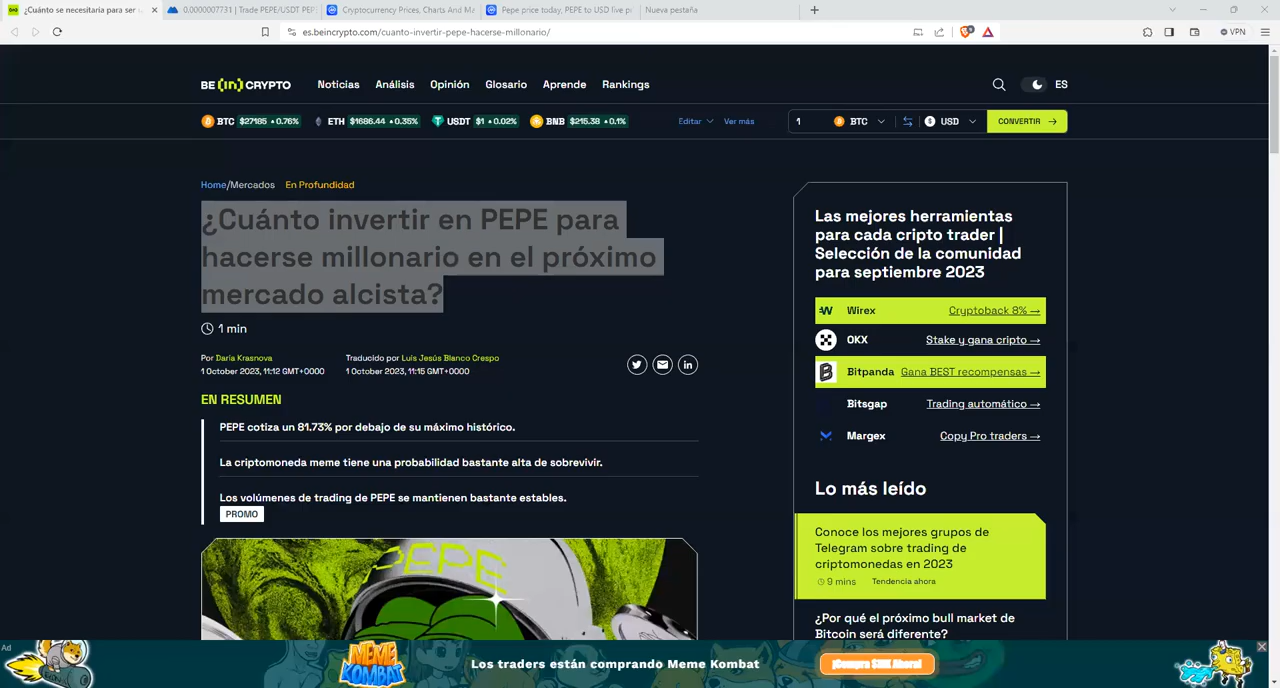 ¿Cuánto se necesitaria para ser
0.0000007731 | Trade PEPE/USDT PEP
Cryptocurrency Prices, Charts And Ma
Pepe price today, PEPE to USD live pr
Nueva pestaña
es.beincrypto.com/cuanto-invertir-pepe-hacerse-millonario/
VPN
BE[IN]CRYPTO
Noticias
Análisis
Opinión
Glosario
Aprende
Rankings
ES
BTC $27185 ▲0.76%
ETH $1686.44 ▲0.35%
USDT $1 ▲0.02%
BNB $215.38 ▲0.1%
Editar
Ver más
1 BTC
USD
CONVERTIR →
Home/Mercados
En Profundidad
¿Cuánto invertir en PEPE para
hacerse millonario en el próximo
mercado alcista?
1 min
Por Daría Krasnova
1 October 2023, 11:12 GMT+0000
Traducido por Luis Jesús Blanco Crespo
1 October 2023, 11:15 GMT+0000
EN RESUMEN
PEPE cotiza un 81.73% por debajo de su máximo histórico.
La criptomoneda meme tiene una probabilidad bastante alta de sobrevivir.
Los volúmenes de trading de PEPE se mantienen bastante estables.
PROMO
PEPE
Las mejores herramientas
para cada cripto trader |
Selección de la comunidad
para septiembre 2023
Wirex Cryptoback 8% →
OKX Stake y gana cripto →
Bitpanda Gana BEST recompensas →
Bitsgap Trading automático →
Margex Copy Pro traders →
Lo más leído
Conoce los mejores grupos de
Telegram sobre trading de
criptomonedas en 2023
9 mins Tendencia ahora
¿Por qué el próximo bull market de
Bitcoin será diferente?
Ad
MEME KOMBAT
Los traders están comprando Meme Kombat